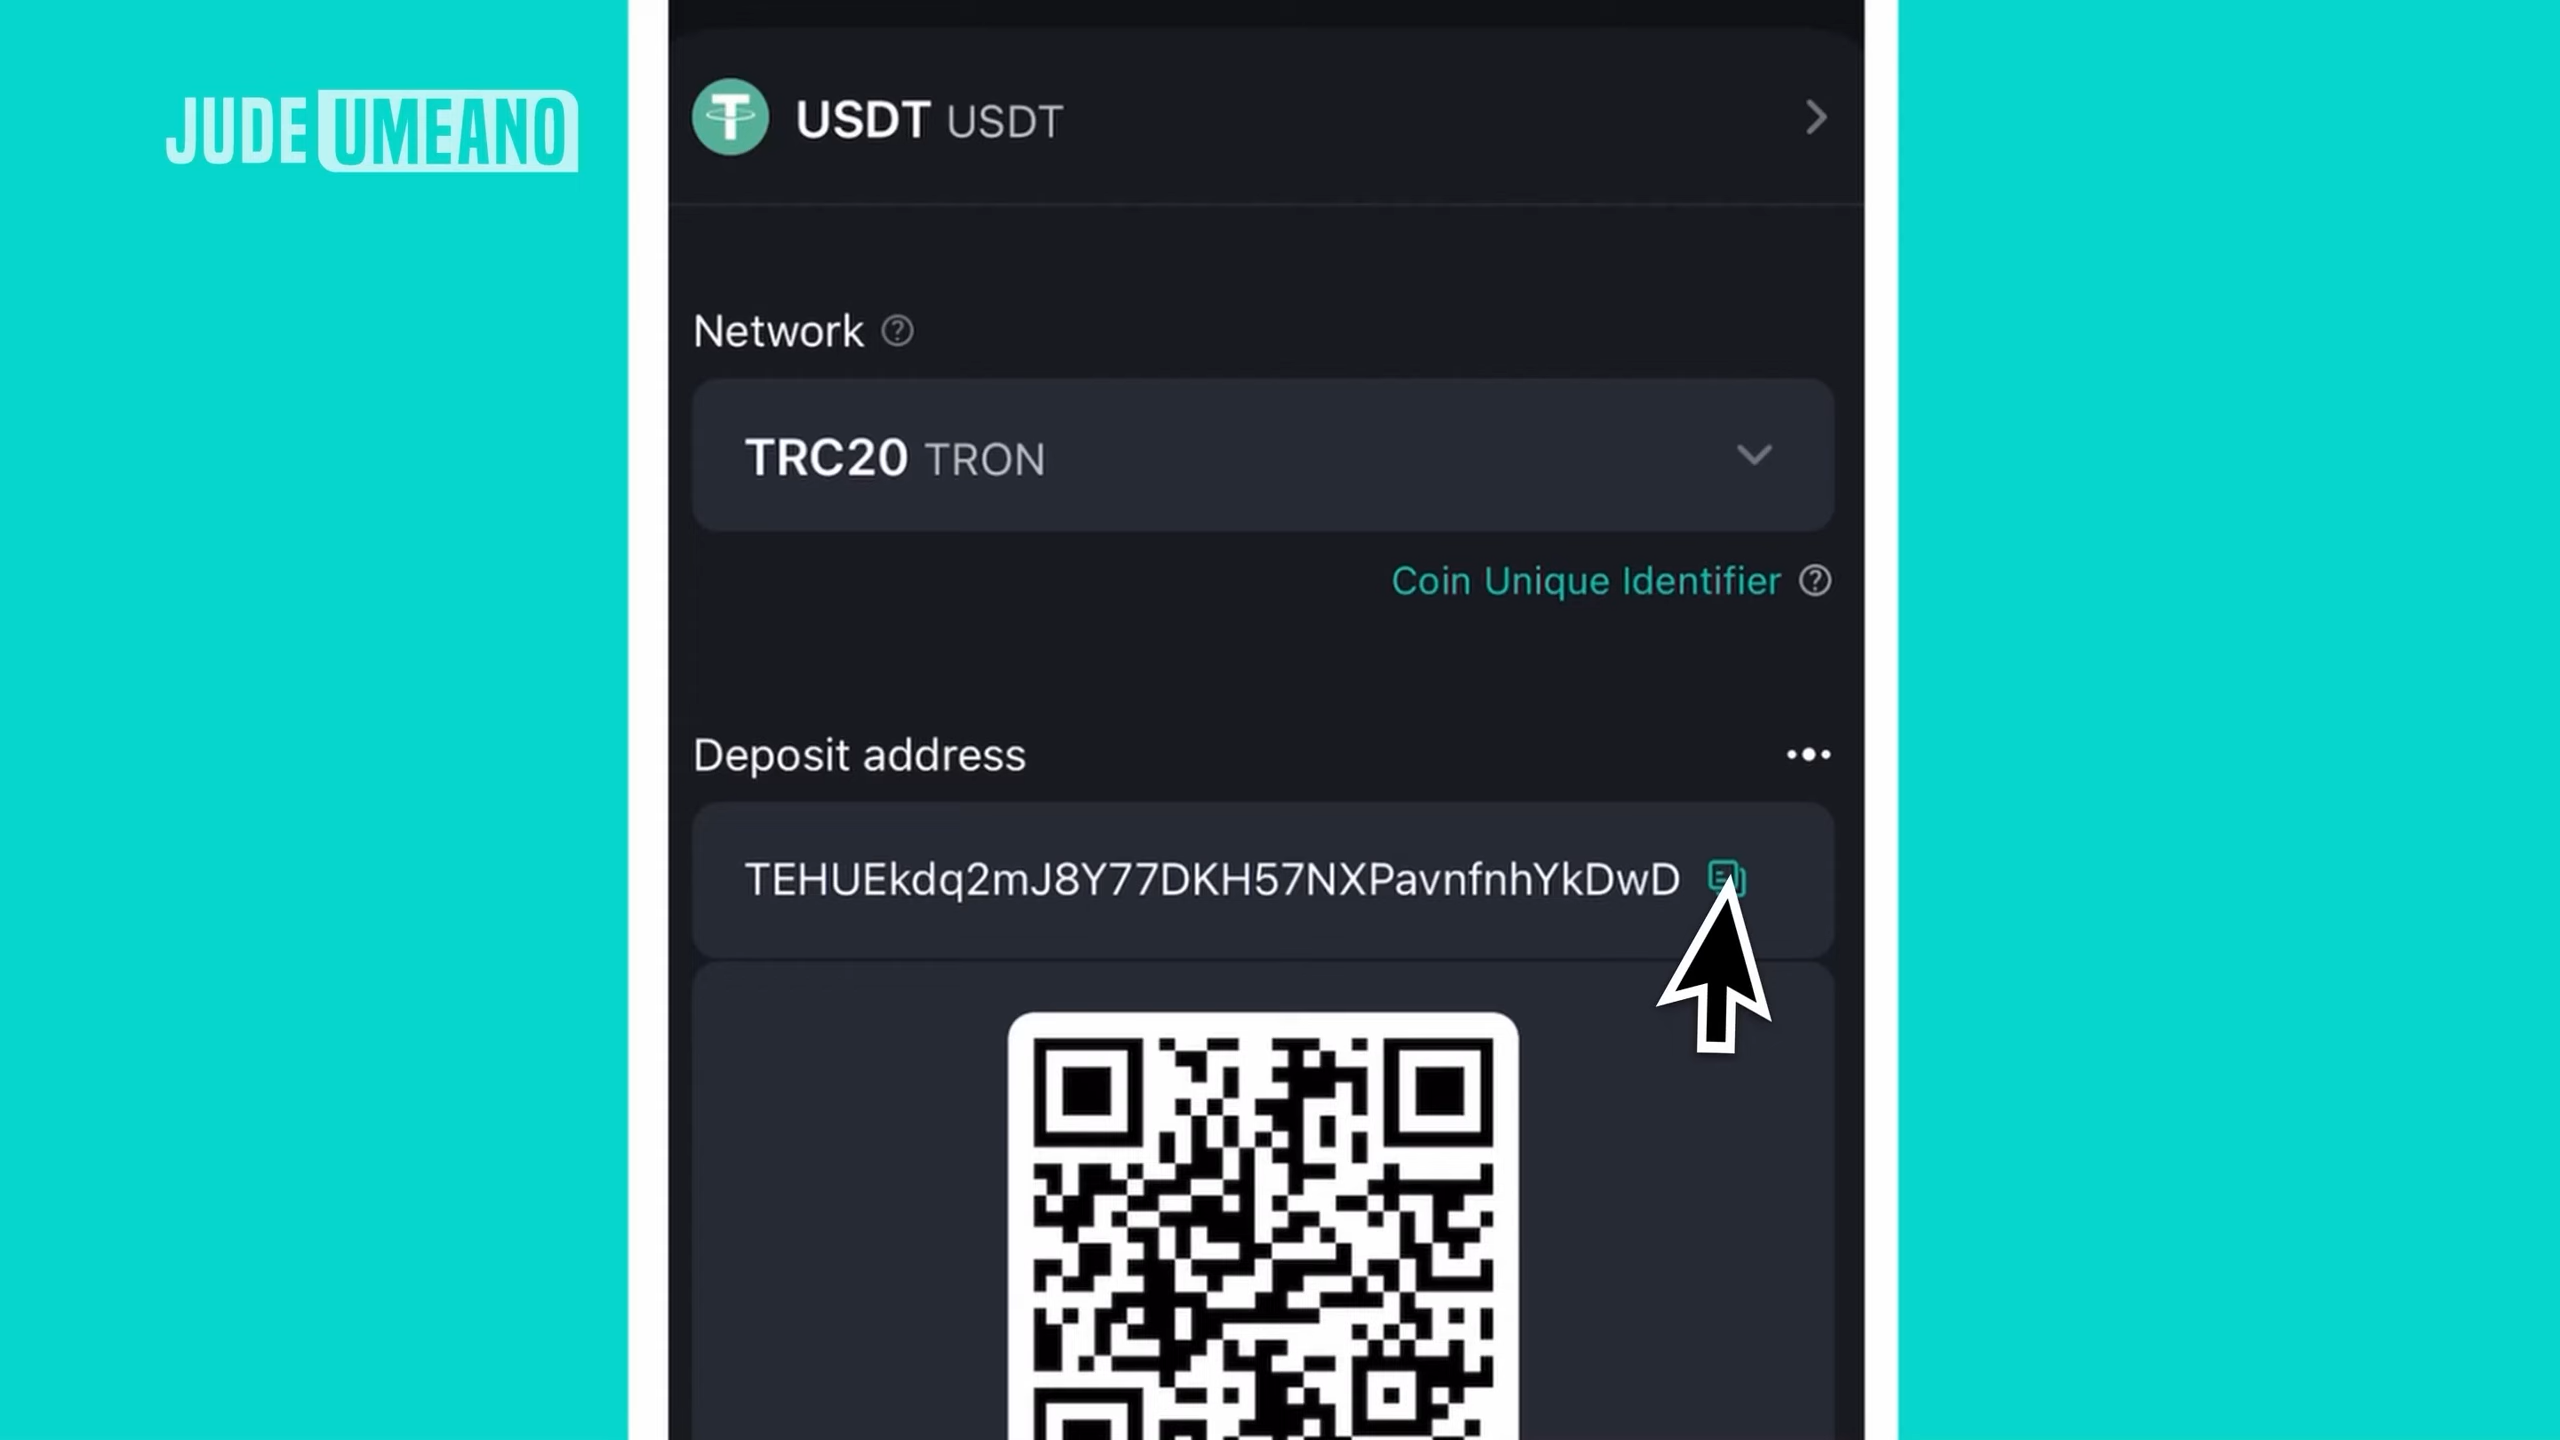 JUDE UMEANO
USDT USDT
Network
TRC20 TRON
Coin Unique Identifier
Deposit address
TEHUEkdq2mJ8Y77DKH57NXPavnfnhYkDwD